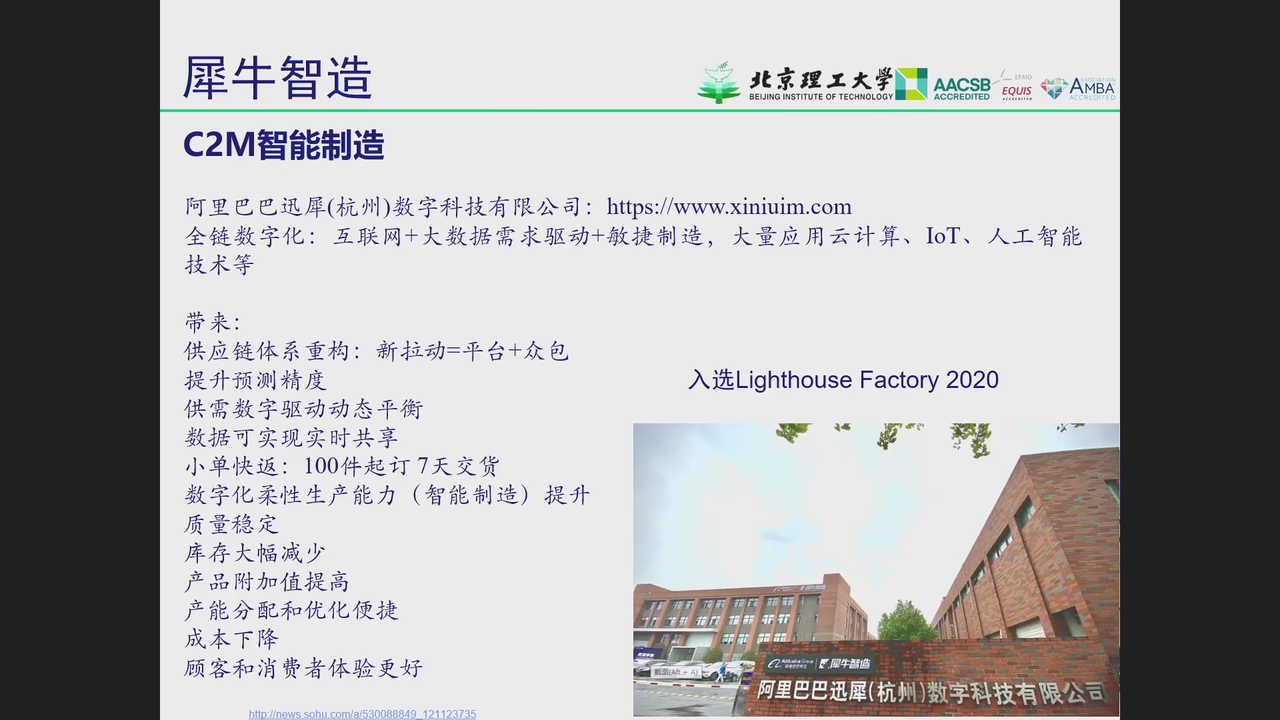 犀牛智造
北京理工大學
BEIJING INSTITUTE OF TECHNOLOGY
AACSB
ACCREDITED
EFMD
EQUIS
ACCREDITED
ASSOCIATION
AMBA
ACCREDITED
C2M智能制造
阿里巴巴迅犀(杭州)数字科技有限公司：https://www.xiniuim.com
全链数字化：互联网+大数据需求驱动+敏捷制造，大量应用云计算、IoT、人工智能
技术等
带来：
供应链体系重构：新拉动=平台+众包
提升预测精度
供需数字驱动动态平衡
数据可实现实时共享
小单快返：100件起订 7天交货
数字化柔性生产能力（智能制造）提升
质量稳定
库存大幅减少
产品附加值提高
产能分配和优化便捷
成本下降
顾客和消费者体验更好
入选Lighthouse Factory 2020
Alibaba Group
犀牛智造
截图(Alt + A)
阿里巴巴迅犀(杭州)数字科技有限公司
http://news.sohu.com/a/530088849_121123735